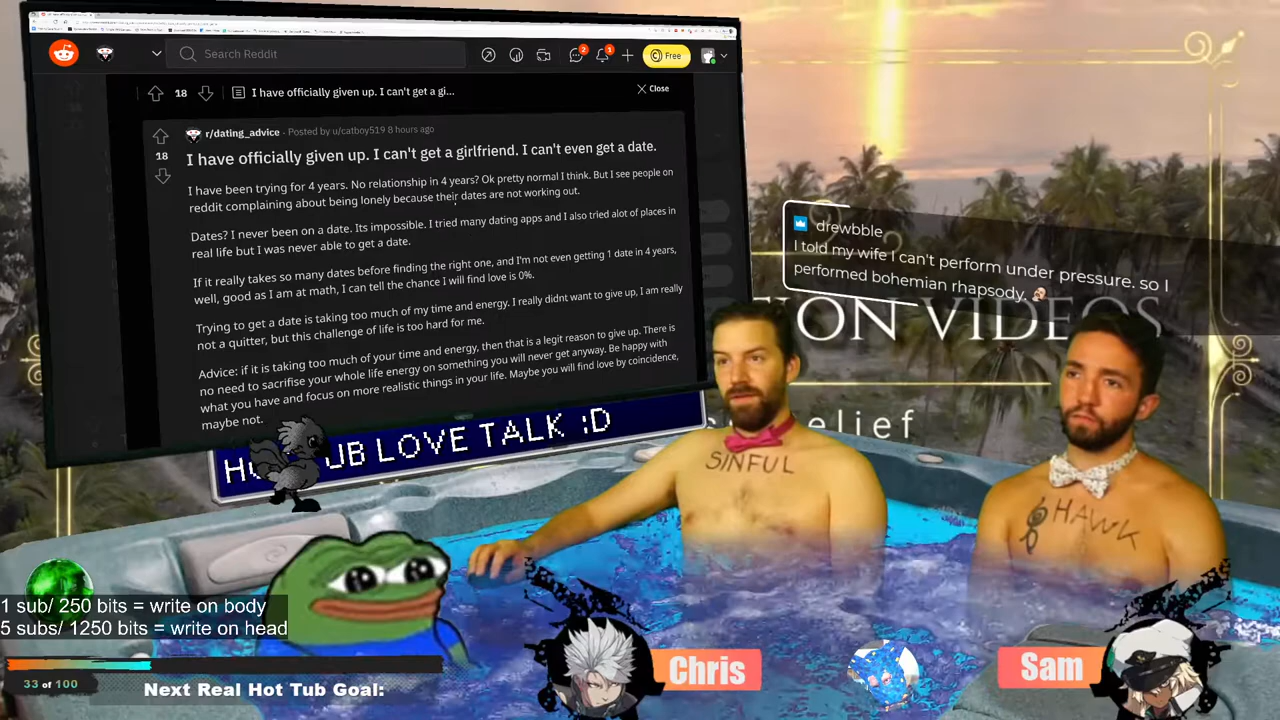 Search Reddit
2
1
Free
18
I have officially given up. I can't get a gi...
Close
r/dating_advice - Posted by u/catboy519 8 hours ago
18
I have officially given up. I can't get a girlfriend. I can't even get a date.
I have been trying for 4 years. No relationship in 4 years? Ok pretty normal I think. But I see people on
reddit complaining about being lonely because their dates are not working out.
Dates? I never been on a date. Its impossible. I tried many dating apps and I also tried alot of places in
real life but I was never able to get a date.
If it really takes so many dates before finding the right one, and I'm not even getting 1 date in 4 years,
well, good as I am at math, I can tell the chance I will find love is 0%.
Trying to get a date is taking too much of my time and energy. I really didnt want to give up, I am really
not a quitter, but this challenge of life is too hard for me.
Advice: if it is taking too much of your time and energy, then that is a legit reason to give up. There is
no need to sacrifise your whole life energy on something you will never get anyway. Be happy with
what you have and focus on more realistic things in your life. Maybe you will find love by coincidence,
maybe not.
UB LOVE TALK :D
drewbble
I told my wife I can't perform under pressure. so I
performed bohemian rhapsody.
ON VIDEOS
elief
SINFUL
HAWK
1 sub/ 250 bits = write on body
5 subs/ 1250 bits = write on head
33 of 100
Next Real Hot Tub Goal:
Chris
Sam